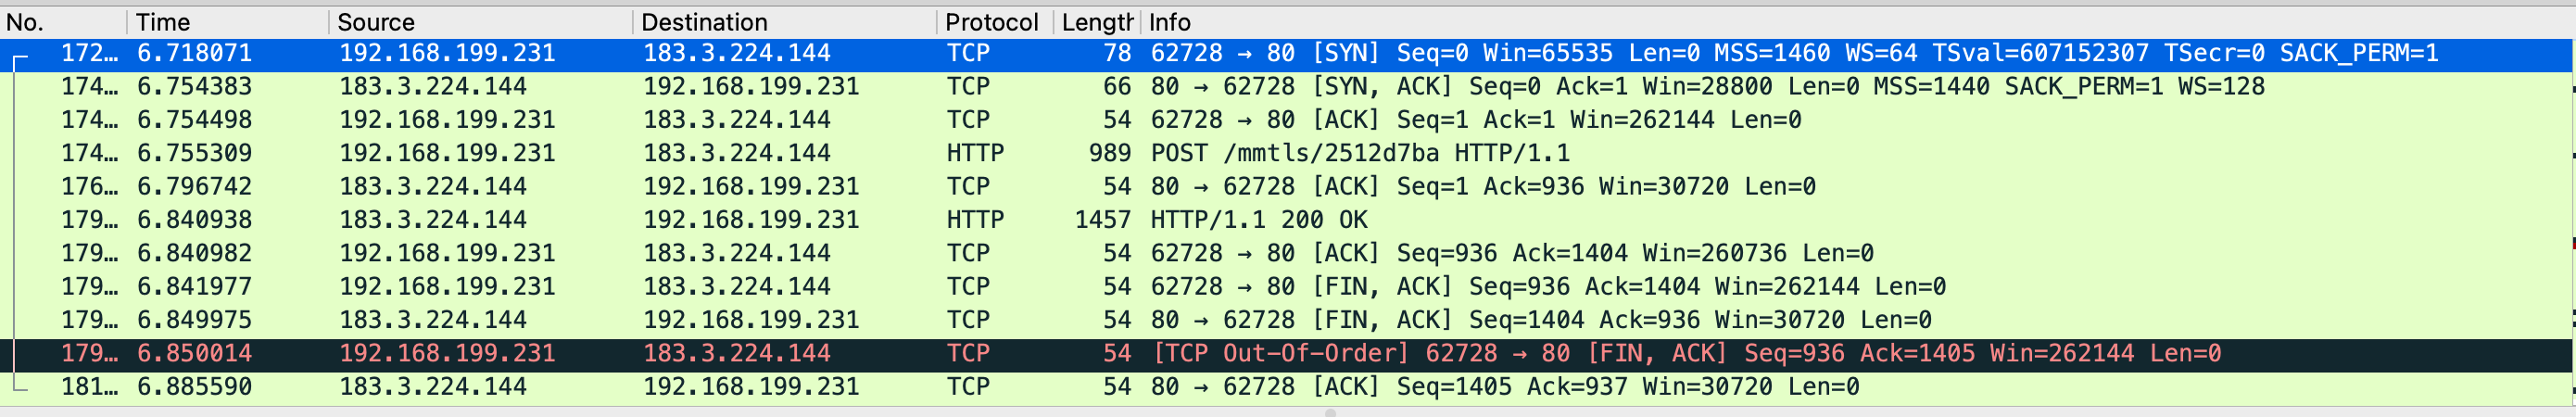 No. Time Source Destination Protocol Length Info
172… 6.718071 192.168.199.231 183.3.224.144 TCP 78 62728 → 80 [SYN] Seq=0 Win=65535 Len=0 MSS=1460 WS=64 TSval=607152307 TSecr=0 SACK_PERM=1
174… 6.754383 183.3.224.144 192.168.199.231 TCP 66 80 → 62728 [SYN, ACK] Seq=0 Ack=1 Win=28800 Len=0 MSS=1440 SACK_PERM=1 WS=128
174… 6.754498 192.168.199.231 183.3.224.144 TCP 54 62728 → 80 [ACK] Seq=1 Ack=1 Win=262144 Len=0
174… 6.755309 192.168.199.231 183.3.224.144 HTTP 989 POST /mmtls/2512d7ba HTTP/1.1
176… 6.796742 183.3.224.144 192.168.199.231 TCP 54 80 → 62728 [ACK] Seq=1 Ack=936 Win=30720 Len=0
179… 6.840938 183.3.224.144 192.168.199.231 HTTP 1457 HTTP/1.1 200 OK
179… 6.840982 192.168.199.231 183.3.224.144 TCP 54 62728 → 80 [ACK] Seq=936 Ack=1404 Win=260736 Len=0
179… 6.841977 192.168.199.231 183.3.224.144 TCP 54 62728 → 80 [FIN, ACK] Seq=936 Ack=1404 Win=262144 Len=0
179… 6.849975 183.3.224.144 192.168.199.231 TCP 54 80 → 62728 [FIN, ACK] Seq=1404 Ack=936 Win=30720 Len=0
179… 6.850014 192.168.199.231 183.3.224.144 TCP 54 [TCP Out-Of-Order] 62728 → 80 [FIN, ACK] Seq=936 Ack=1405 Win=262144 Len=0
181… 6.885590 183.3.224.144 192.168.199.231 TCP 54 80 → 62728 [ACK] Seq=1405 Ack=937 Win=30720 Len=0